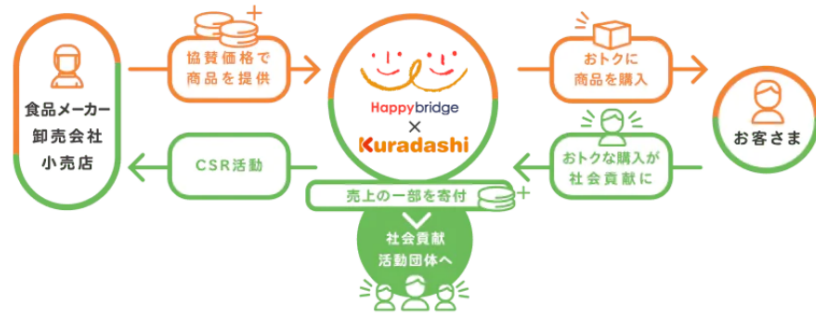 食品メーカー
卸売会社
小売店
協賛価格で
商品を提供
CSR活動
Happybridge
×
Kuradashi
売上の一部を寄付
社会貢献
活動団体へ
おトクに
商品を購入
おトクな購入が
社会貢献に
お客さま